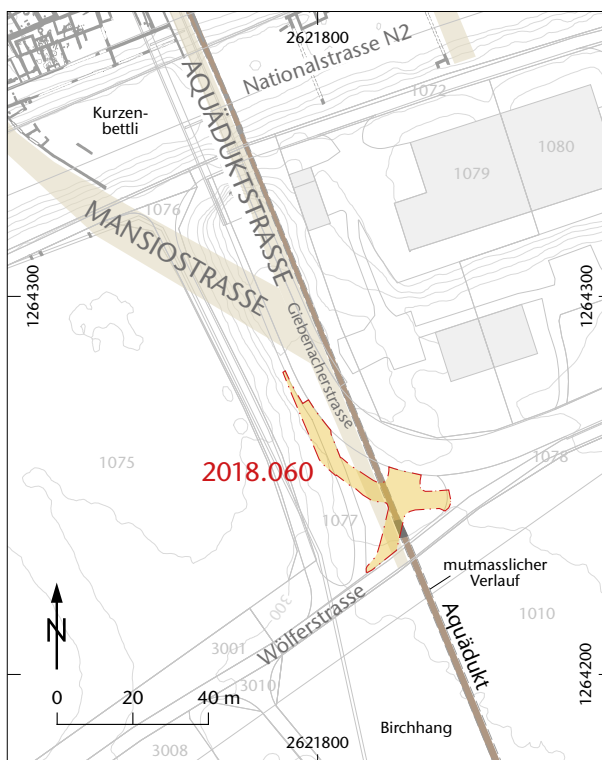 2621800
Nationalstrasse N2
1072
Kurzen-
bettli
AQUÄDUKTSTRASSE
1080
1079
1076
MANSIOSTRASSE
1264300
1264300
Giebenacherstrasse
1075
2018.060
1078
1077
mutmasslicher
Verlauf
1010
300
Wölferstrasse
Aquädukt
3001
3010
N
0 20 40 m
1264200
Birchhang
3008
2621800